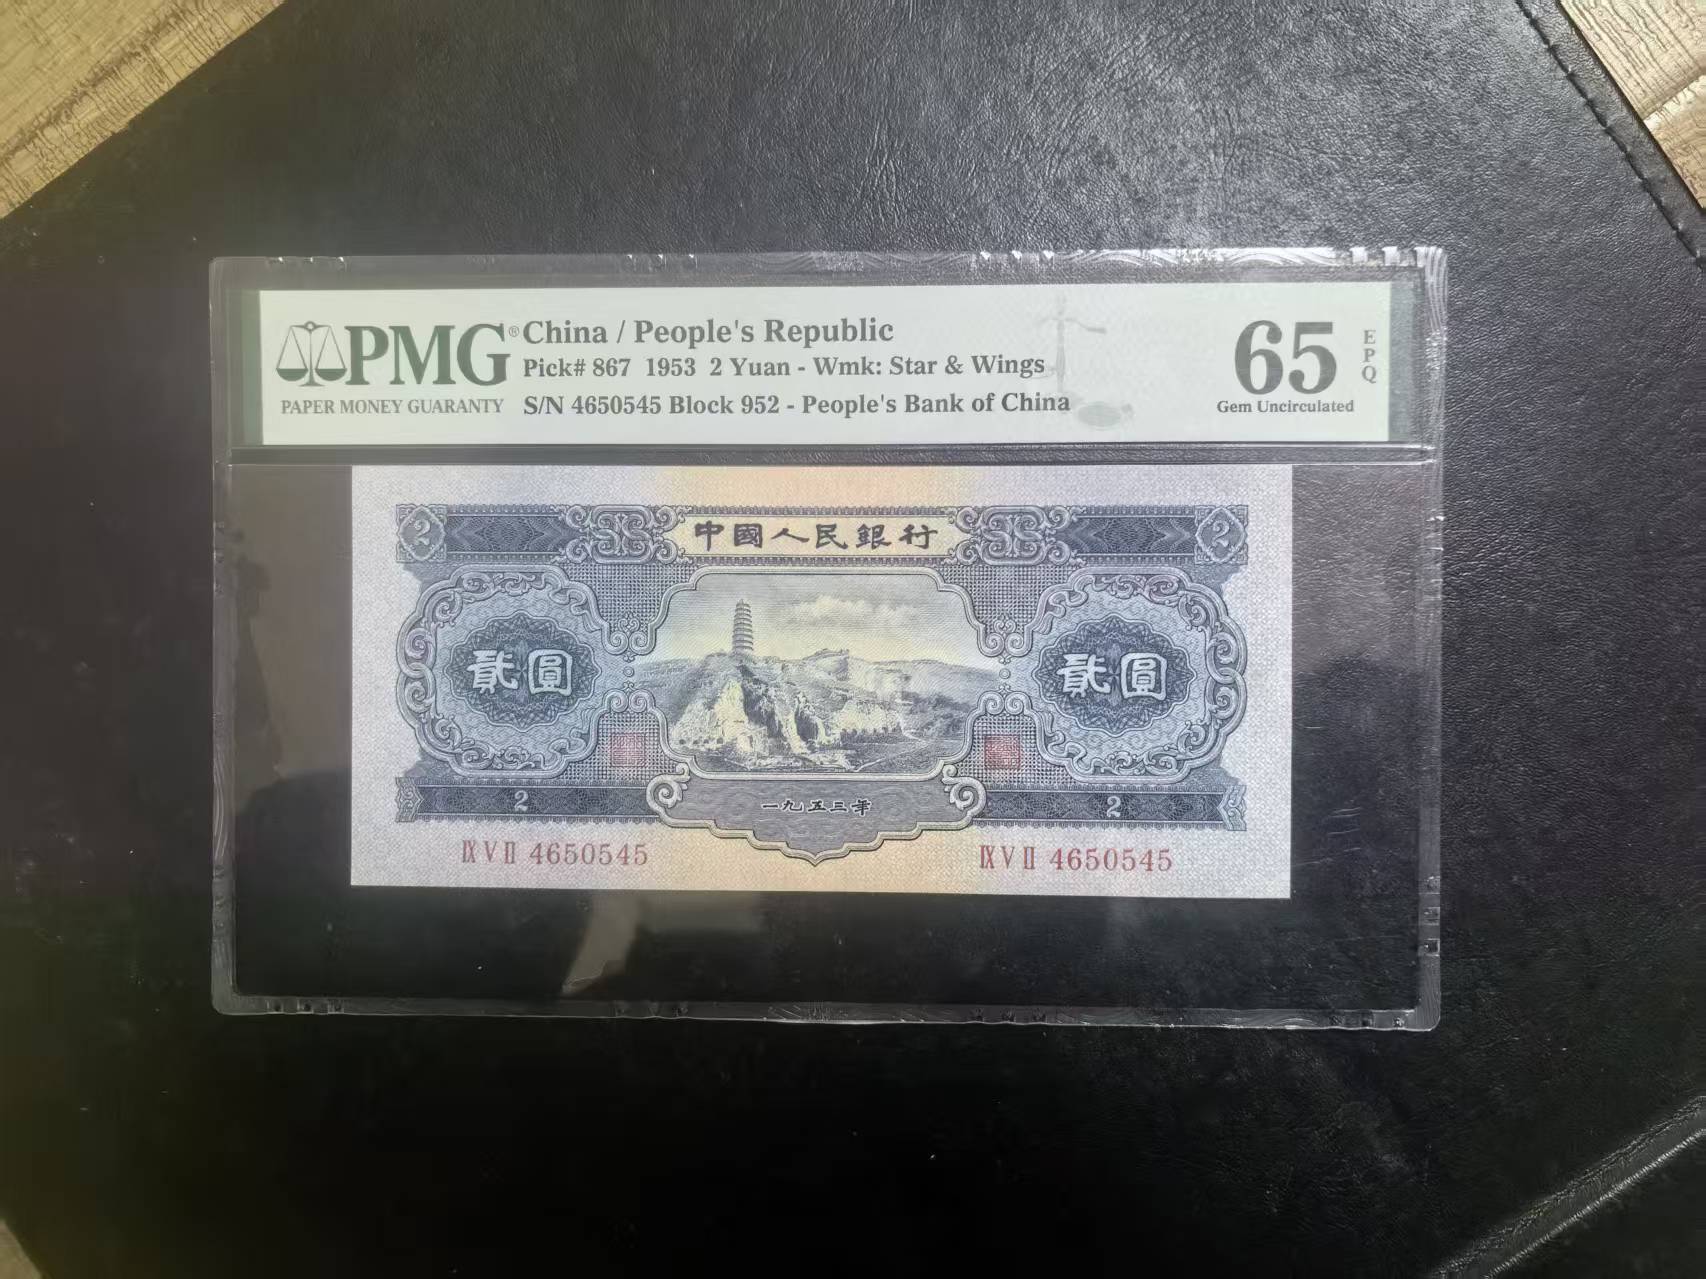 PMG®
PAPER MONEY GUARANTY
China / People's Republic
Pick# 867 1953 2 Yuan - Wmk: Star & Wings
S/N 4650545 Block 952 - People's Bank of China
65
EPQ
Gem Uncirculated
2
中國人民銀行
2
貳圓
貳圓
2
一九五三年
2
IX V II 4650545
IX V II 4650545